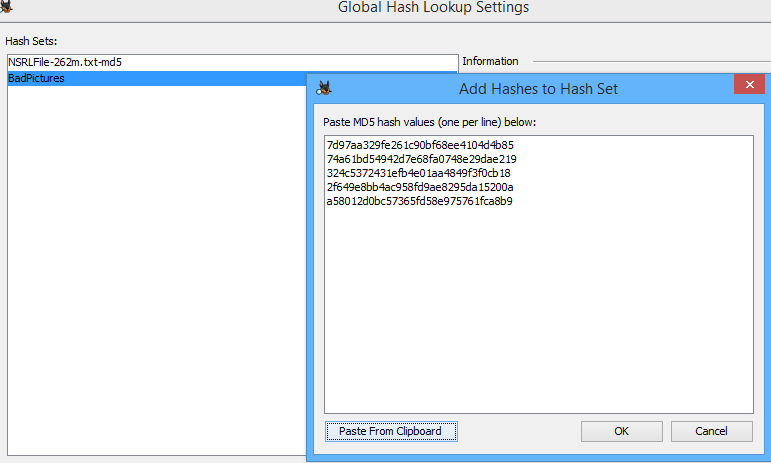 Global Hash Lookup Settings
Hash Sets:
NSRLFile-262m.txt-md5
BadPictures
Information
Add Hashes to Hash Set
Paste MD5 hash values (one per line) below:
7d97aa329fe261c90bf68ee4104d4b85
74a61bd54942d7e68fa0748e29dae219
324c5372431efb4e01aa4849f3f0cb18
2f649e8bb4ac958fd9ae8295da15200a
a58012d0bc57365fd58e975761fca8b9
Paste From Clipboard
OK
Cancel